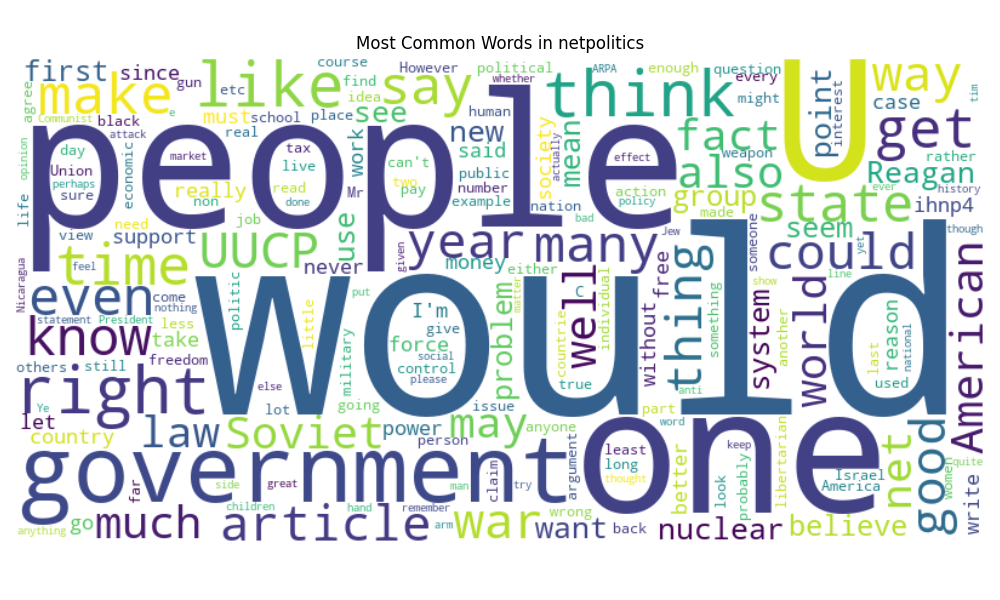 Most Common Words in netpolitics
first since course However political ARPA enough question every way
make gun etc like say find idea whether think might point interest case tim
agree Communist e must school place see human new society mean fact also get
black attack real work U rather
people day Union sure perhaps economic market tax live can't two pay said public number example actually effect weapon Reagan ever history
opinion life really non read done Mr nation action policy group made state ihnp4 though
view need support job UUCP use year many bad Jew someone seem yet
time feel never given money either could
Nicaragua even come nothing politic little put I'm C well individual free thing something show line American
statement President less would give force matter problem countrie without system another world last reason national
know take military control social please true anti used
others still freedom else
right Ye lot going issue part word
let country law Soviet power may person anyone one least long thought better keep Israel America net good women quite
government far side great man claim try argument look probably libertarian write
anything go much children article hand remember arm war want wrong back nuclear believe